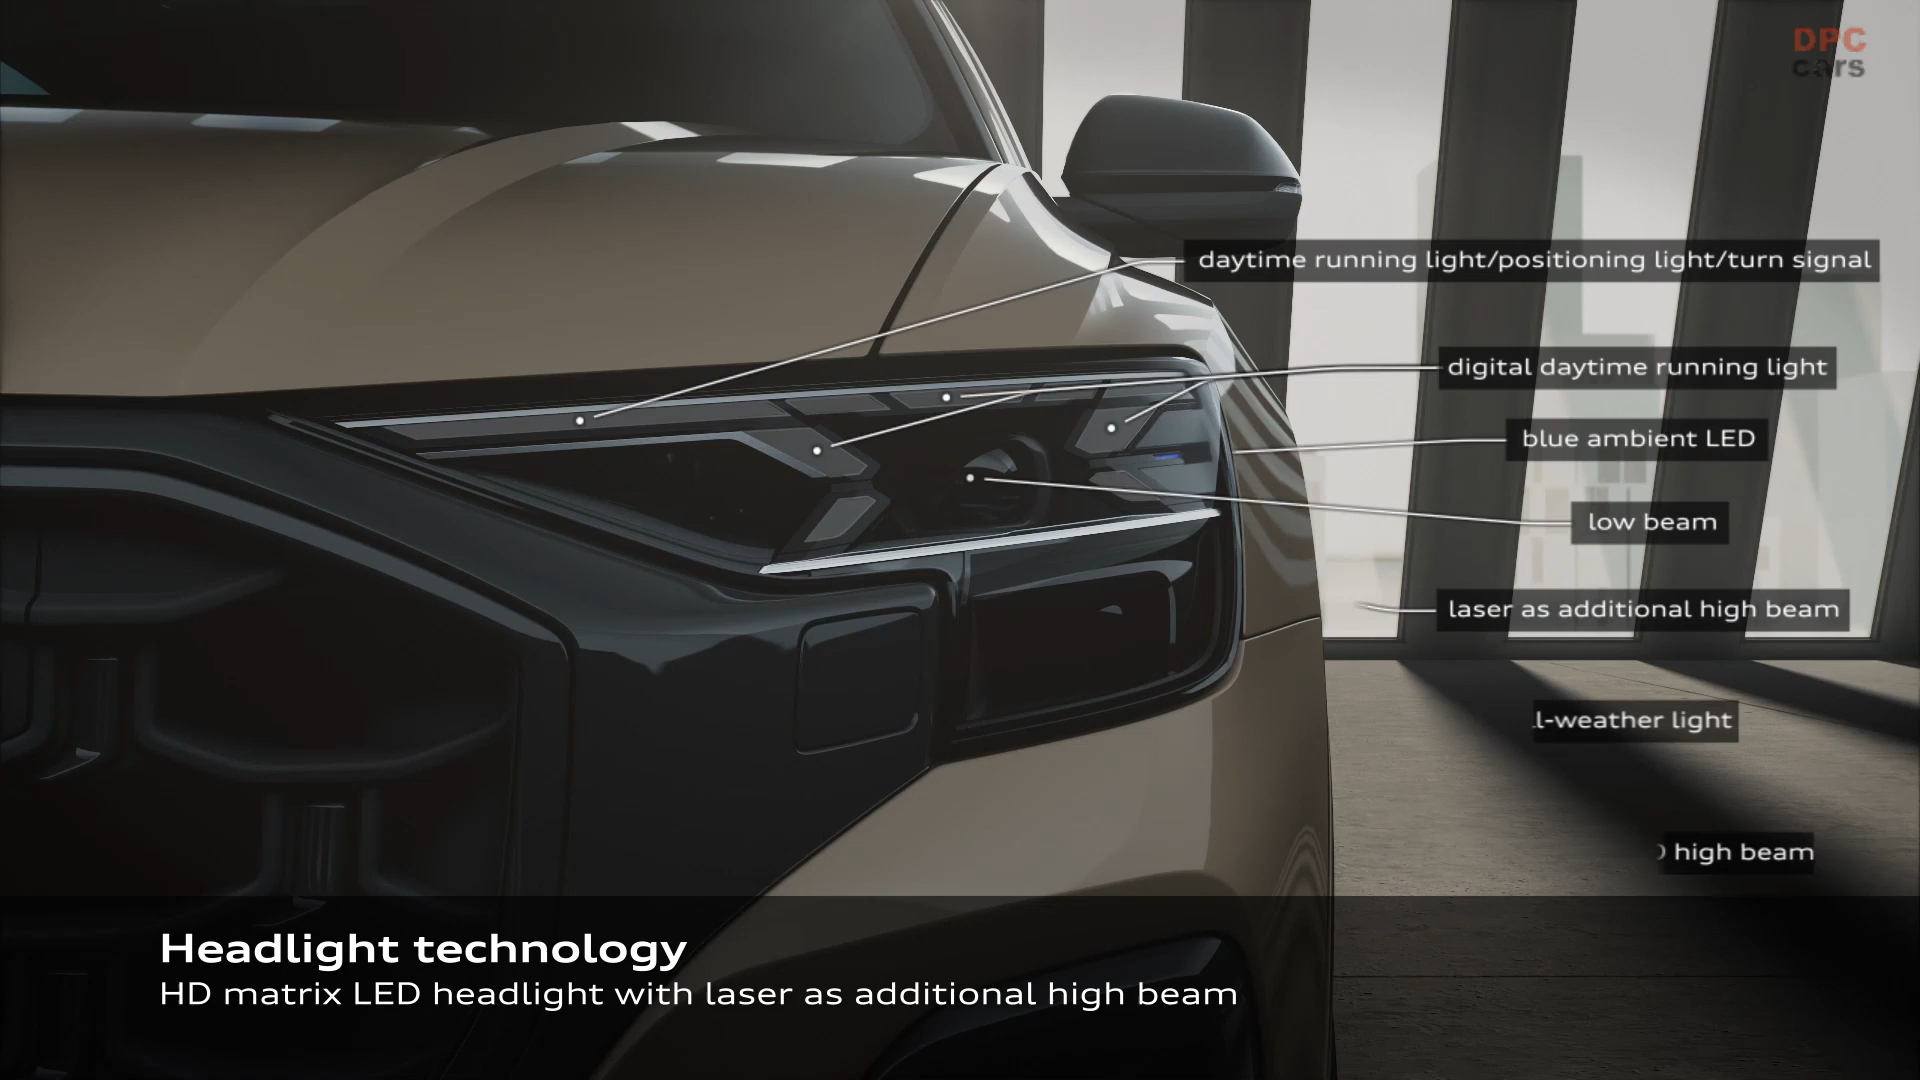 DPC
cars
daytime running light/positioning light/turn signal
digital daytime running light
blue ambient LED
low beam
laser as additional high beam
l-weather light
high beam
Headlight technology
HD matrix LED headlight with laser as additional high beam